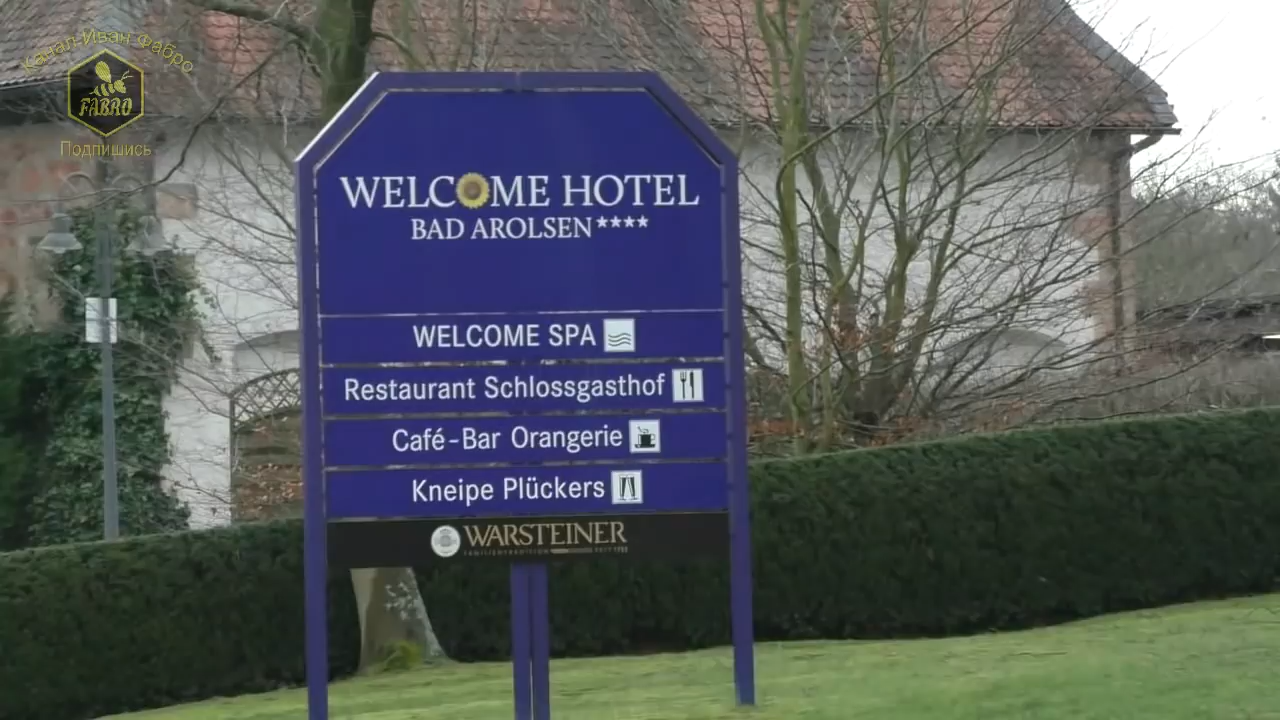 Канал Иван Фабро
FABRO
Подпишись
WELCOME HOTEL
BAD AROLSEN****
WELCOME SPA
Restaurant Schlossgasthof
Café-Bar Orangerie
Kneipe Plückers
WARSTEINER
FAMILIENTRADITION